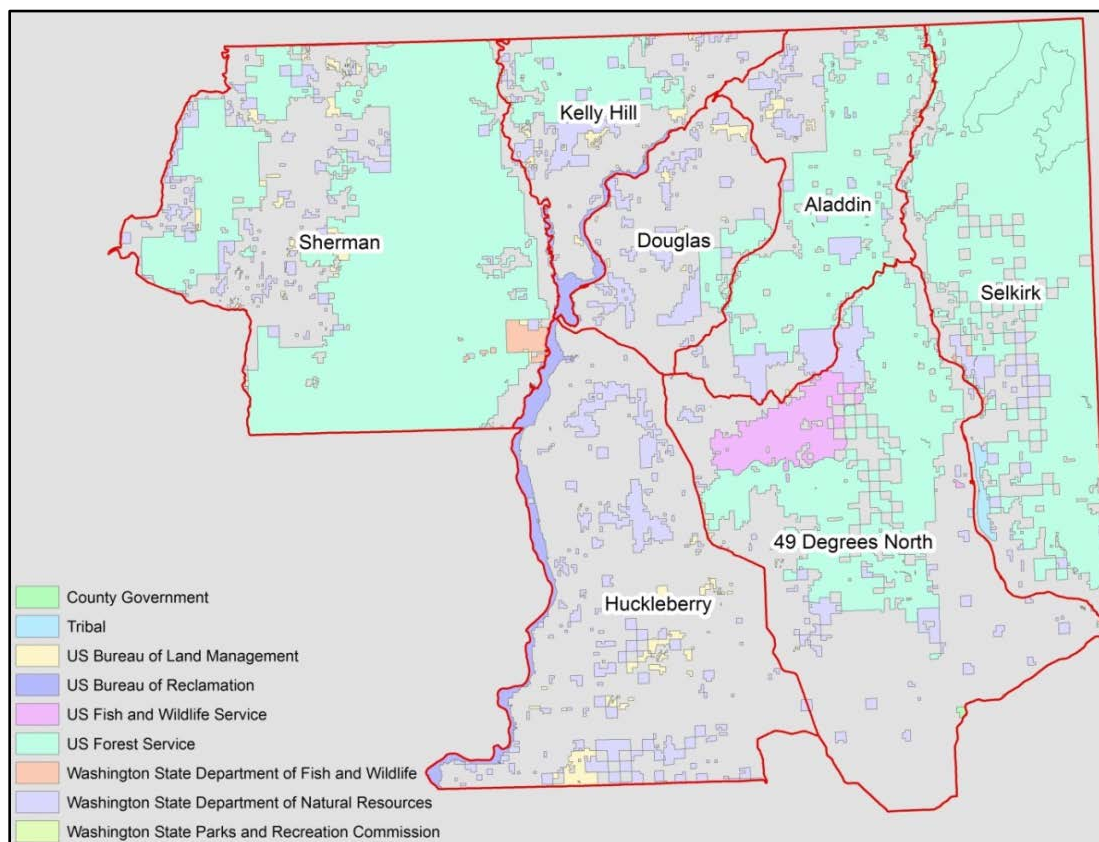 Kelly Hill
Aladdin
Sherman
Douglas
Selkirk
49 Degrees North
Huckleberry
County Government
Tribal
US Bureau of Land Management
US Bureau of Reclamation
US Fish and Wildlife Service
US Forest Service
Washington State Department of Fish and Wildlife
Washington State Department of Natural Resources
Washington State Parks and Recreation Commission